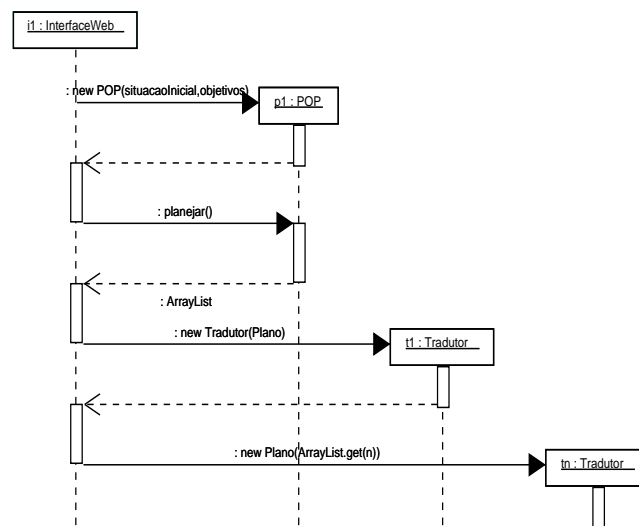 i1 : InterfaceWeb
: new POP(situacaoInicial,objetivos)
p1 : POP
: planejar()
: ArrayList
: new Tradutor(Plano)
t1 : Tradutor
: new Plano(ArrayList.get(n))
tn : Tradutor